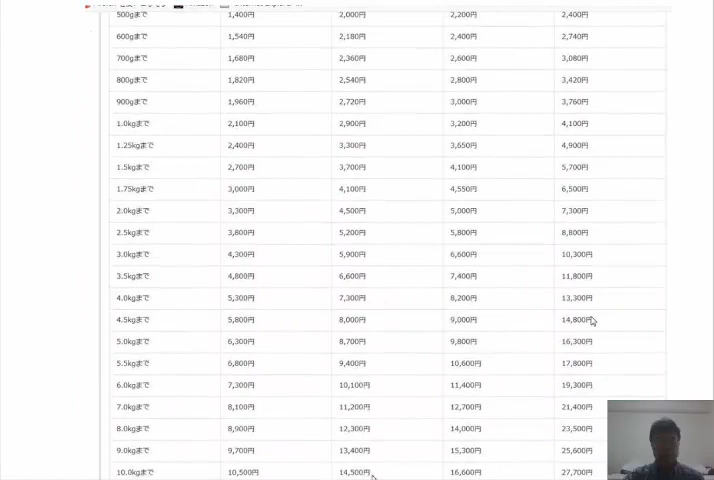 500gまで 1,400円 2,000円 2,200円 2,400円
600gまで 1,540円 2,180円 2,400円 2,740円
700gまで 1,680円 2,360円 2,600円 3,080円
800gまで 1,820円 2,540円 2,800円 3,420円
900gまで 1,960円 2,720円 3,000円 3,760円
1.0kgまで 2,100円 2,900円 3,200円 4,100円
1.25kgまで 2,400円 3,300円 3,650円 4,900円
1.5kgまで 2,700円 3,700円 4,100円 5,700円
1.75kgまで 3,000円 4,100円 4,550円 6,500円
2.0kgまで 3,300円 4,500円 5,000円 7,300円
2.5kgまで 3,800円 5,200円 5,800円 8,800円
3.0kgまで 4,300円 5,900円 6,600円 10,300円
3.5kgまで 4,800円 6,600円 7,400円 11,800円
4.0kgまで 5,300円 7,300円 8,200円 13,300円
4.5kgまで 5,800円 8,000円 9,000円 14,800円
5.0kgまで 6,300円 8,700円 9,800円 16,300円
5.5kgまで 6,800円 9,400円 10,600円 17,800円
6.0kgまで 7,300円 10,100円 11,400円 19,300円
7.0kgまで 8,100円 11,200円 12,700円 21,400円
8.0kgまで 8,900円 12,300円 14,000円 23,500円
9.0kgまで 9,700円 13,400円 15,300円 25,600円
10.0kgまで 10,500円 14,500円 16,600円 27,700円